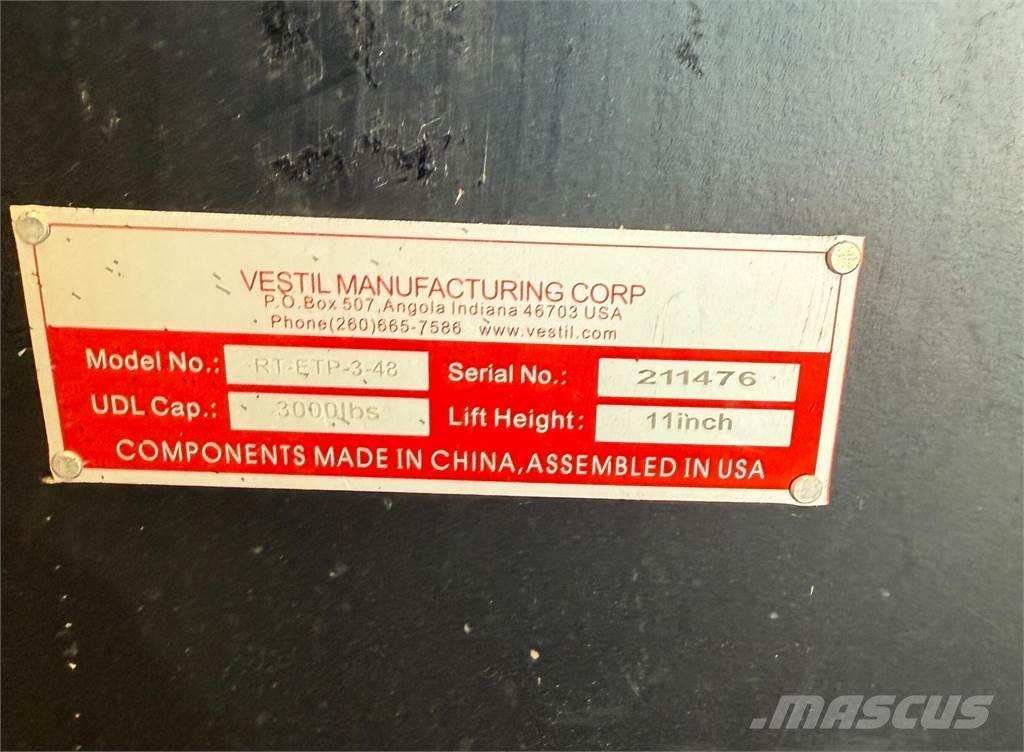 VESTIL MANUFACTURING CORP
P.O.Box 507,Angola Indiana 46703 USA
Phone(260)665-7586 www.vestil.com
Model No.: RT-ETP-3-48 Serial No.: 211476
UDL Cap.: 3000lbs Lift Height: 11inch
COMPONENTS MADE IN CHINA,ASSEMBLED IN USA
MASCUS